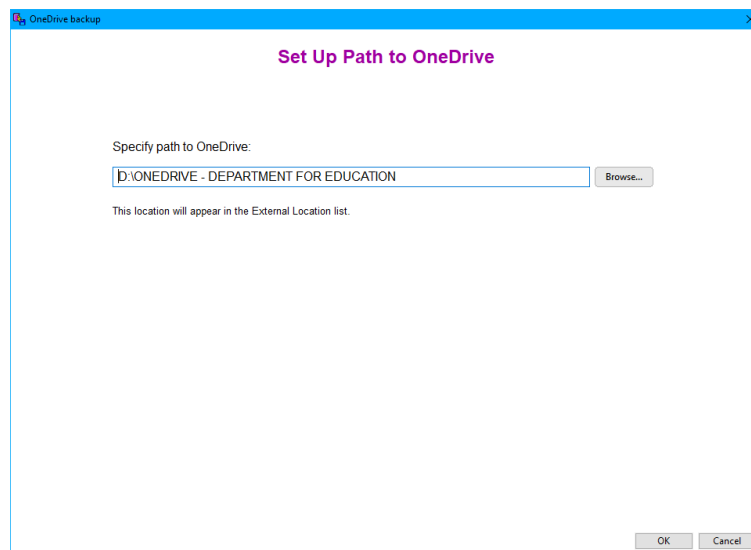 OneDrive backup
Set Up Path to OneDrive
Specify path to OneDrive:
D:\ONEDRIVE - DEPARTMENT FOR EDUCATION
Browse...
This location will appear in the External Location list.
OK
Cancel